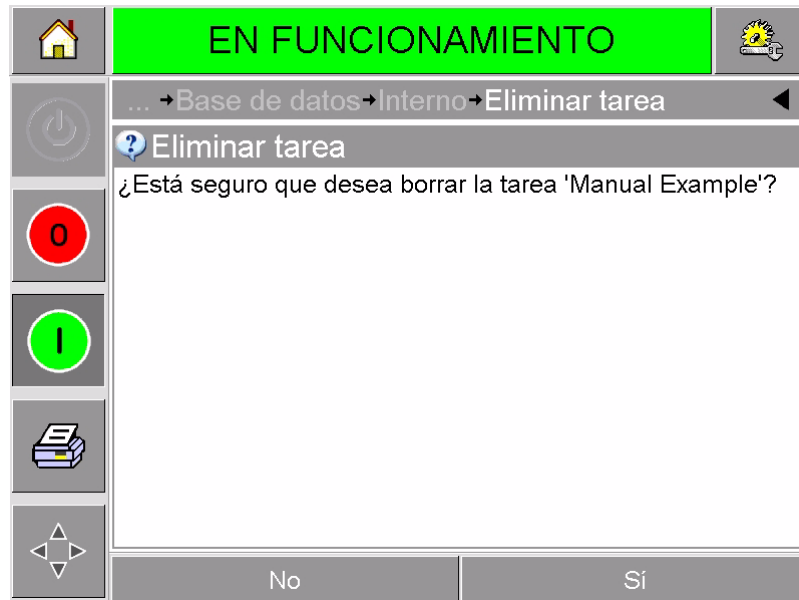 EN FUNCIONAMIENTO
... →Base de datos→Interno→Eliminar tarea
Eliminar tarea
¿Está seguro que desea borrar la tarea 'Manual Example'?
0
I
No
Sí